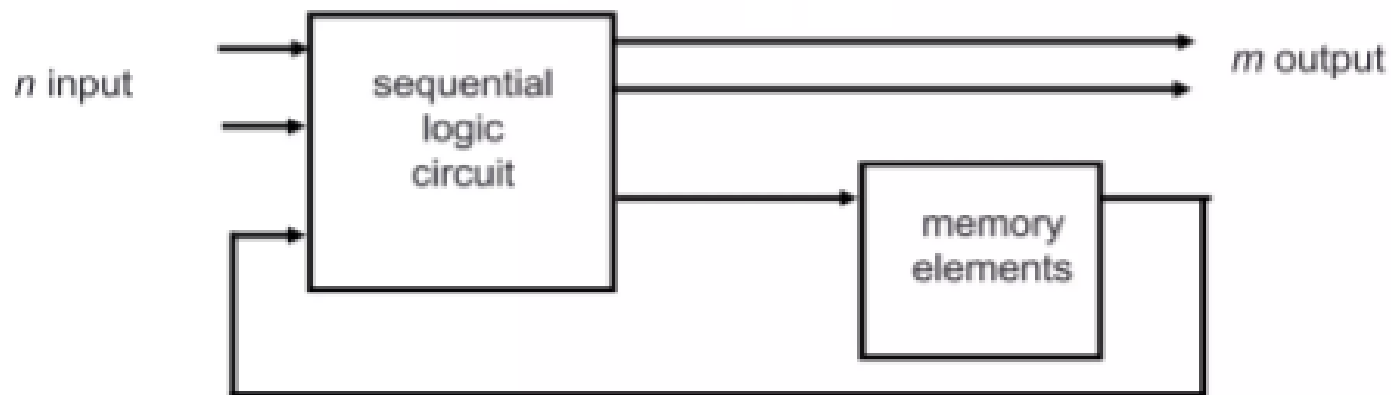 n input
sequential
logic
circuit
m output
memory
elements